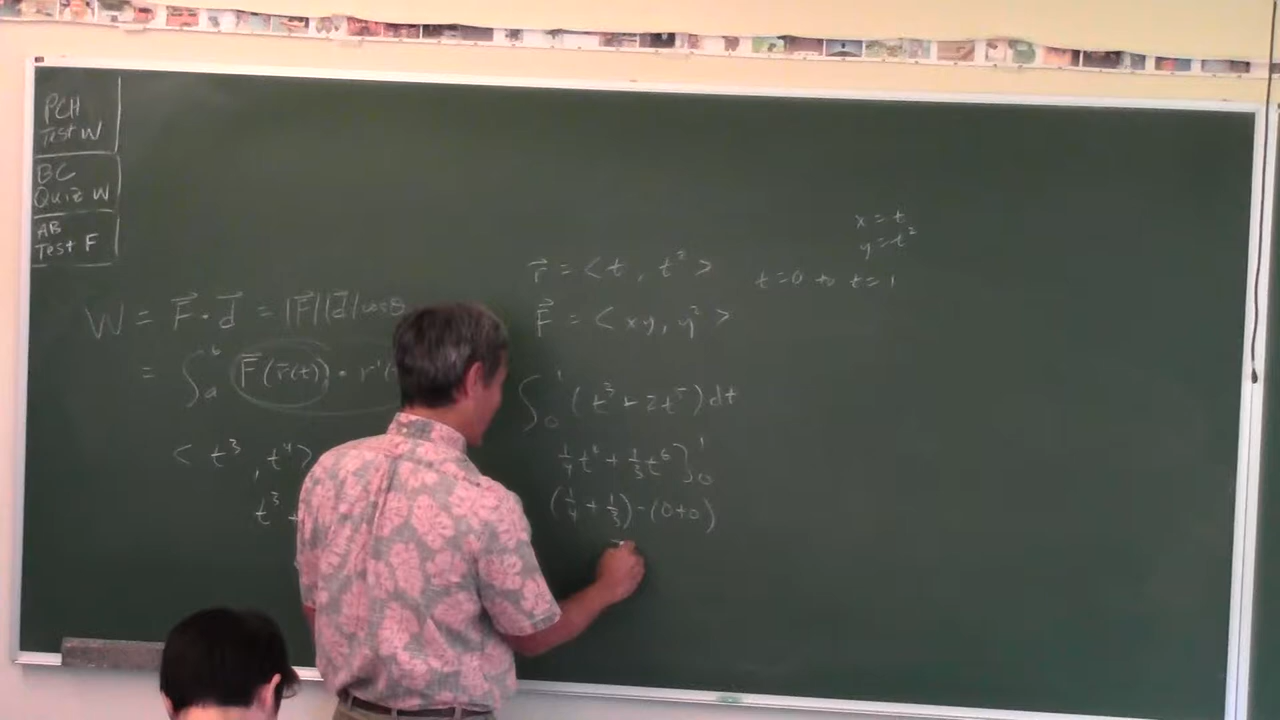 PCH
Test W
BC
Quiz W
AB
Test F
W = F⃗ · d⃗ = |F⃗||d⃗| cosθ
= ∫ₐᵇ F⃗(r⃗(t)) · r'(
< t³, t⁴ >
t³ +
x = t
y = t²
r⃗ = < t, t² > t=0 to t=1
F⃗ = < xy, y² >
∫₀¹ (t³ + 2t⁵) dt
¼t⁴ + ⅓t⁶ ]₀¹
(¼ + ⅓) - (0+0)